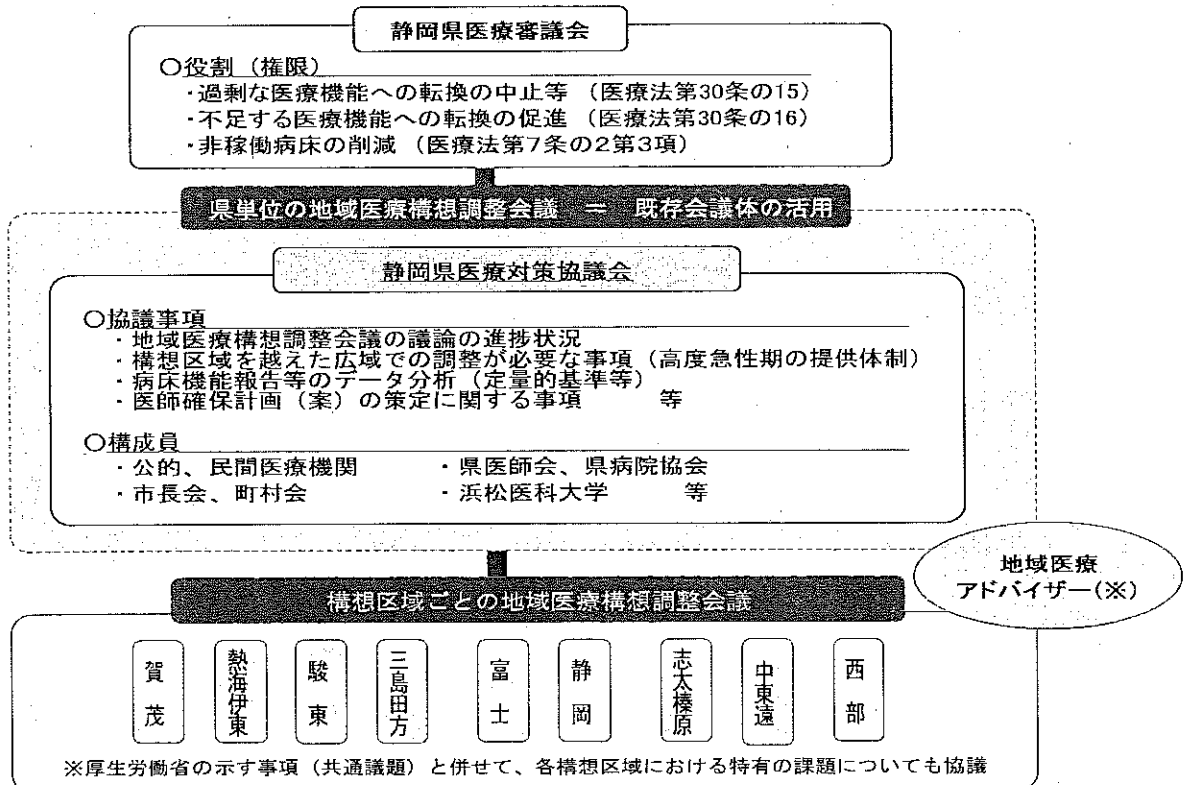 静岡県医療審議会
○役割（権限）
・過剰な医療機能への転換の中止等（医療法第30条の15）
・不足する医療機能への転換の促進（医療法第30条の16）
・非稼働病床の削減（医療法第7条の2第3項）
県単位の地域医療構想調整会議 ＝ 既存会議体の活用
静岡県医療対策協議会
○協議事項
・地域医療構想調整会議の議論の進捗状況
・構想区域を越えた広域での調整が必要な事項（高度急性期の提供体制）
・病床機能報告等のデータ分析（定量的基準等）
・医師確保計画（案）の策定に関する事項 等
○構成員
・公的、民間医療機関 ・県医師会、県病院協会
・市長会、町村会 ・浜松医科大学 等
地域医療
アドバイザー(※)
構想区域ごとの地域医療構想調整会議
賀茂
熱海伊東
駿東
三島田方
富士
静岡
志太榛原
中東遠
西部
※厚生労働省の示す事項（共通議題）と併せて、各構想区域における特有の課題についても協議